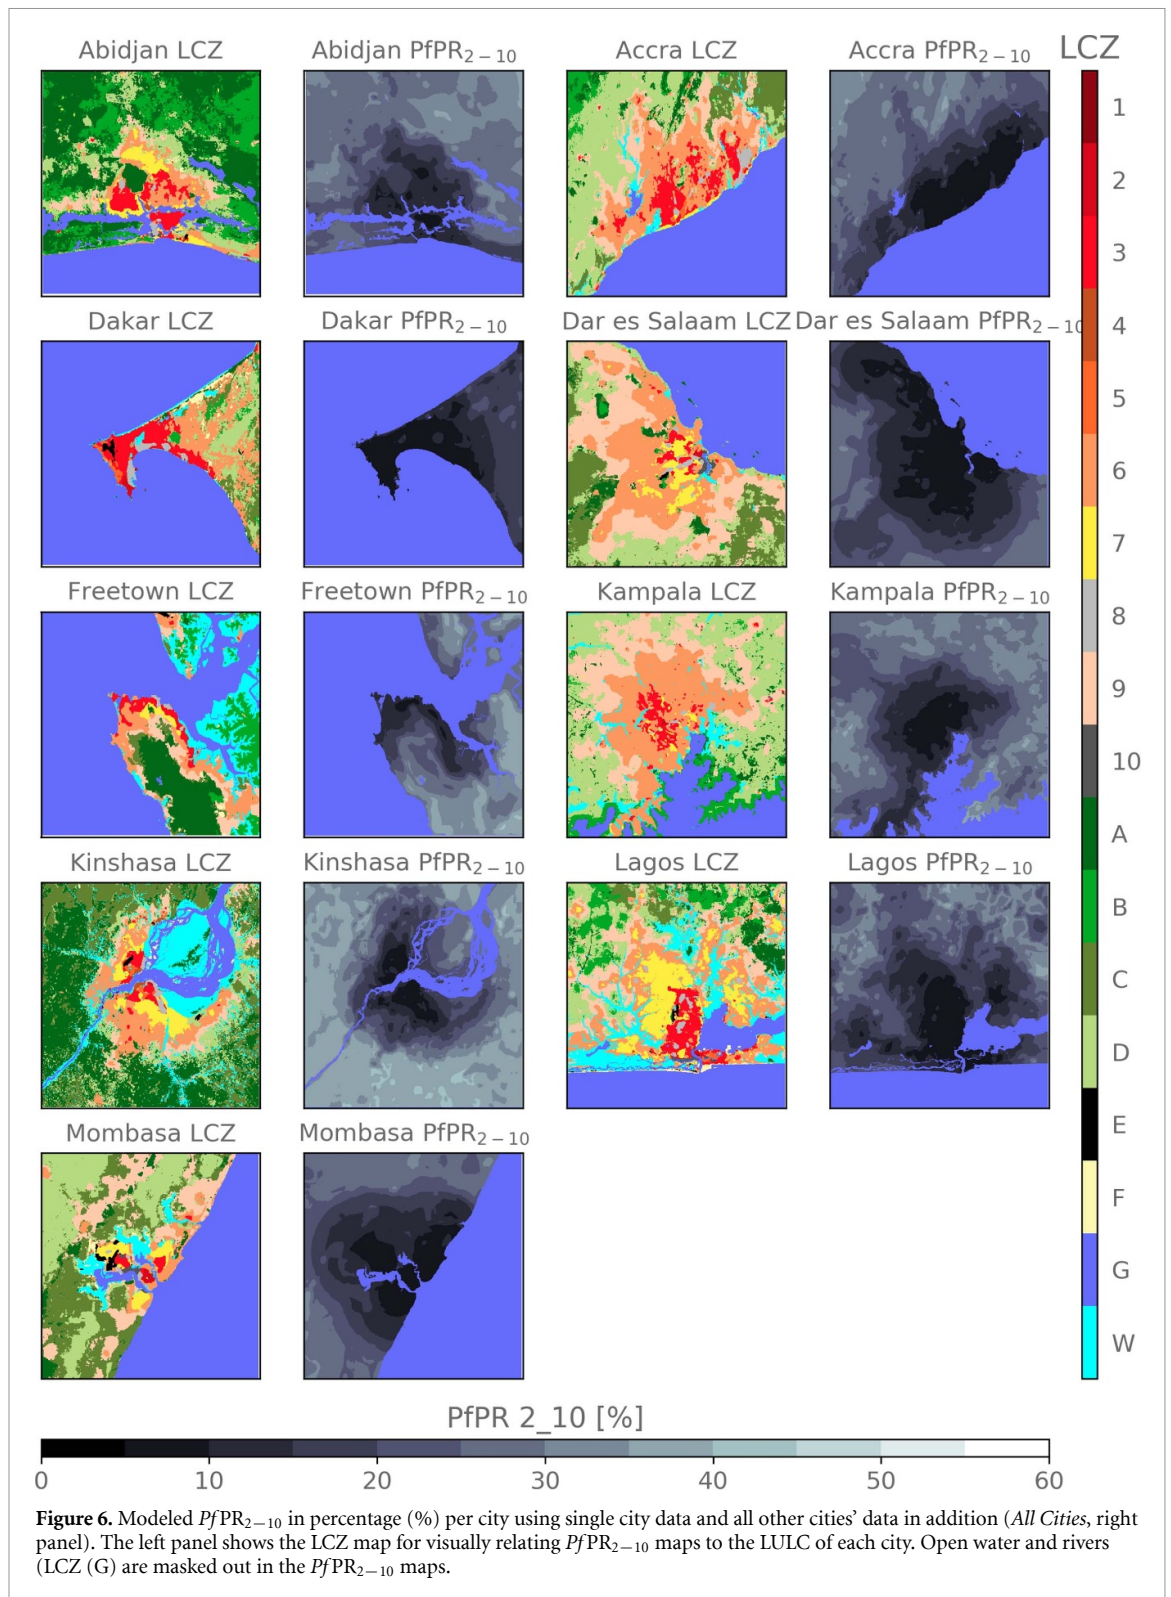 Abidjan LCZ Abidjan PfPR2−10 Accra LCZ Accra PfPR2−10 LCZ
Dakar LCZ Dakar PfPR2−10 Dar es Salaam LCZ Dar es Salaam PfPR2−10
Freetown LCZ Freetown PfPR2−10 Kampala LCZ Kampala PfPR2−10
Kinshasa LCZ Kinshasa PfPR2−10 Lagos LCZ Lagos PfPR2−10
Mombasa LCZ Mombasa PfPR2−10
1
2
3
4
5
6
7
8
9
10
A
B
C
D
E
F
G
W
PfPR 2_10 [%]
0 10 20 30 40 50 60
Figure 6. Modeled PfPR2−10 in percentage (%) per city using single city data and all other cities’ data in addition (All Cities, right
panel). The left panel shows the LCZ map for visually relating PfPR2−10 maps to the LULC of each city. Open water and rivers
(LCZ (G) are masked out in the PfPR2−10 maps.